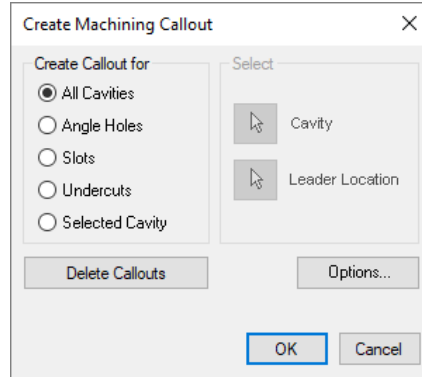 Create Machining Callout
Create Callout for
All Cavities
Angle Holes
Slots
Undercuts
Selected Cavity
Select
Cavity
Leader Location
Delete Callouts
Options...
OK
Cancel